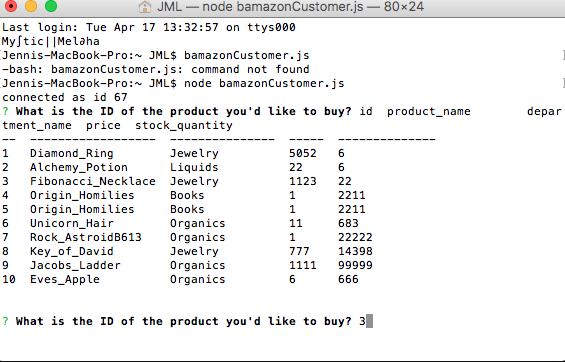 JML — node bamazonCustomer.js — 80×24
Last login: Tue Apr 17 13:32:57 on ttys000
My∫tic||Mel∂ha
[Jennis-MacBook-Pro:~ JML$ bamazonCustomer.js ]
-bash: bamazonCustomer.js: command not found
[Jennis-MacBook-Pro:~ JML$ node bamazonCustomer.js ]
connected as id 67
? What is the ID of the product you'd like to buy? id  product_name        depar
tment_name  price  stock_quantity
--  ------------------  ---------------  -----  --------------
1   Diamond_Ring        Jewelry          5052   6
2   Alchemy_Potion      Liquids          22     6
3   Fibonacci_Necklace  Jewelry          1123   22
4   Origin_Homilies     Books            1      2211
5   Origin_Homilies     Books            1      2211
6   Unicorn_Hair        Organics         11     683
7   Rock_AstroidB613    Organics         1      22222
8   Key_of_David        Jewelry          777    14398
9   Jacobs_Ladder       Organics         1111   99999
10  Eves_Apple          Organics         6      666
? What is the ID of the product you'd like to buy? 3